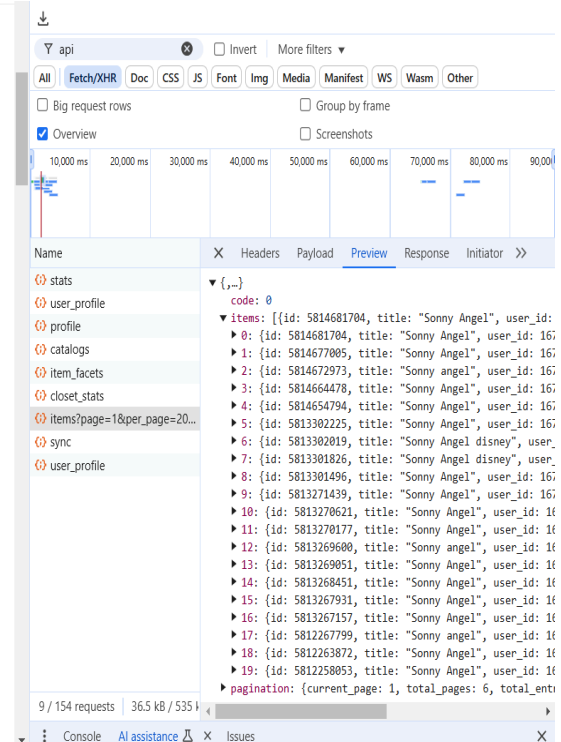 api
Invert
More filters ▼
All
Fetch/XHR
Doc
CSS
JS
Font
Img
Media
Manifest
WS
Wasm
Other
Big request rows
Group by frame
Overview
Screenshots
10,000 ms
20,000 ms
30,000 ms
40,000 ms
50,000 ms
60,000 ms
70,000 ms
80,000 ms
90,00
Name
Headers
Payload
Preview
Response
Initiator
stats
user_profile
profile
catalogs
item_facets
closet_stats
items?page=1&per_page=20...
sync
user_profile
▼{,…}
code: 0
▼items: [{id: 5814681704, title: "Sonny Angel", user_id:
▶0: {id: 5814681704, title: "Sonny Angel", user_id: 167
▶1: {id: 5814677005, title: "Sonny Angel", user_id: 167
▶2: {id: 5814672973, title: "Sonny angel", user_id: 167
▶3: {id: 5814664478, title: "Sonny Angel", user_id: 167
▶4: {id: 5814654794, title: "Sonny Angel", user_id: 167
▶5: {id: 5813302225, title: "Sonny Angel", user_id: 167
▶6: {id: 5813302019, title: "Sonny Angel disney", user_
▶7: {id: 5813301826, title: "Sonny Angel disney", user_
▶8: {id: 5813301496, title: "Sonny Angel", user_id: 167
▶9: {id: 5813271439, title: "Sonny Angel", user_id: 167
▶10: {id: 5813270621, title: "Sonny Angel", user_id: 16
▶11: {id: 5813270177, title: "Sonny Angel", user_id: 16
▶12: {id: 5813269600, title: "Sonny angel", user_id: 16
▶13: {id: 5813269051, title: "Sonny Angel", user_id: 16
▶14: {id: 5813268451, title: "Sonny Angel", user_id: 16
▶15: {id: 5813267931, title: "Sonny Angel", user_id: 16
▶16: {id: 5813267157, title: "Sonny Angel", user_id: 16
▶17: {id: 5812267799, title: "Sonny Angel", user_id: 16
▶18: {id: 5812263872, title: "Sonny Angel", user_id: 16
▶19: {id: 5812258053, title: "Sonny Angel", user_id: 16
▶pagination: {current_page: 1, total_pages: 6, total_entr
9 / 154 requests
36.5 kB / 535 k
Console
AI assistance
Issues